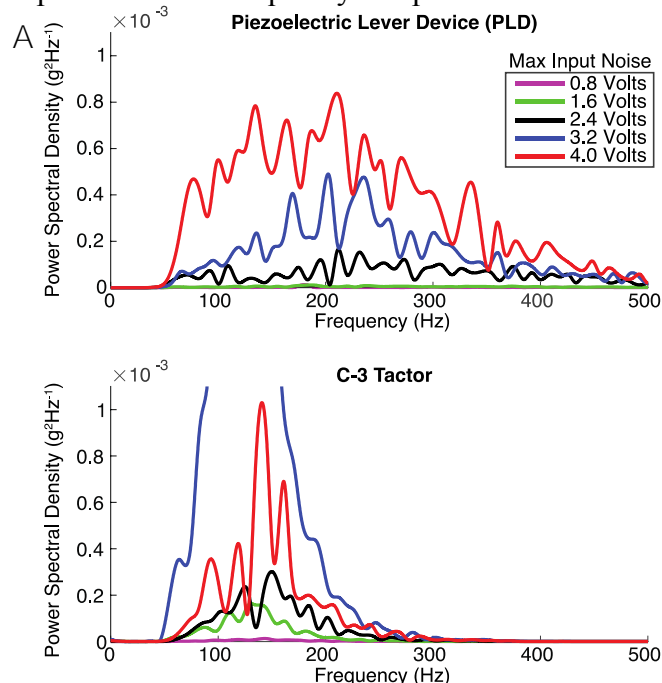 A
Piezoelectric Lever Device (PLD)
×10⁻³
Power Spectral Density (g²Hz⁻¹)
1
0.8
0.6
0.4
0.2
0
0
100
200
300
400
500
Frequency (Hz)
Max Input Noise
0.8 Volts
1.6 Volts
2.4 Volts
3.2 Volts
4.0 Volts
C-3 Tactor
×10⁻³
Power Spectral Density (g²Hz⁻¹)
1
0.8
0.6
0.4
0.2
0
0
100
200
300
400
500
Frequency (Hz)